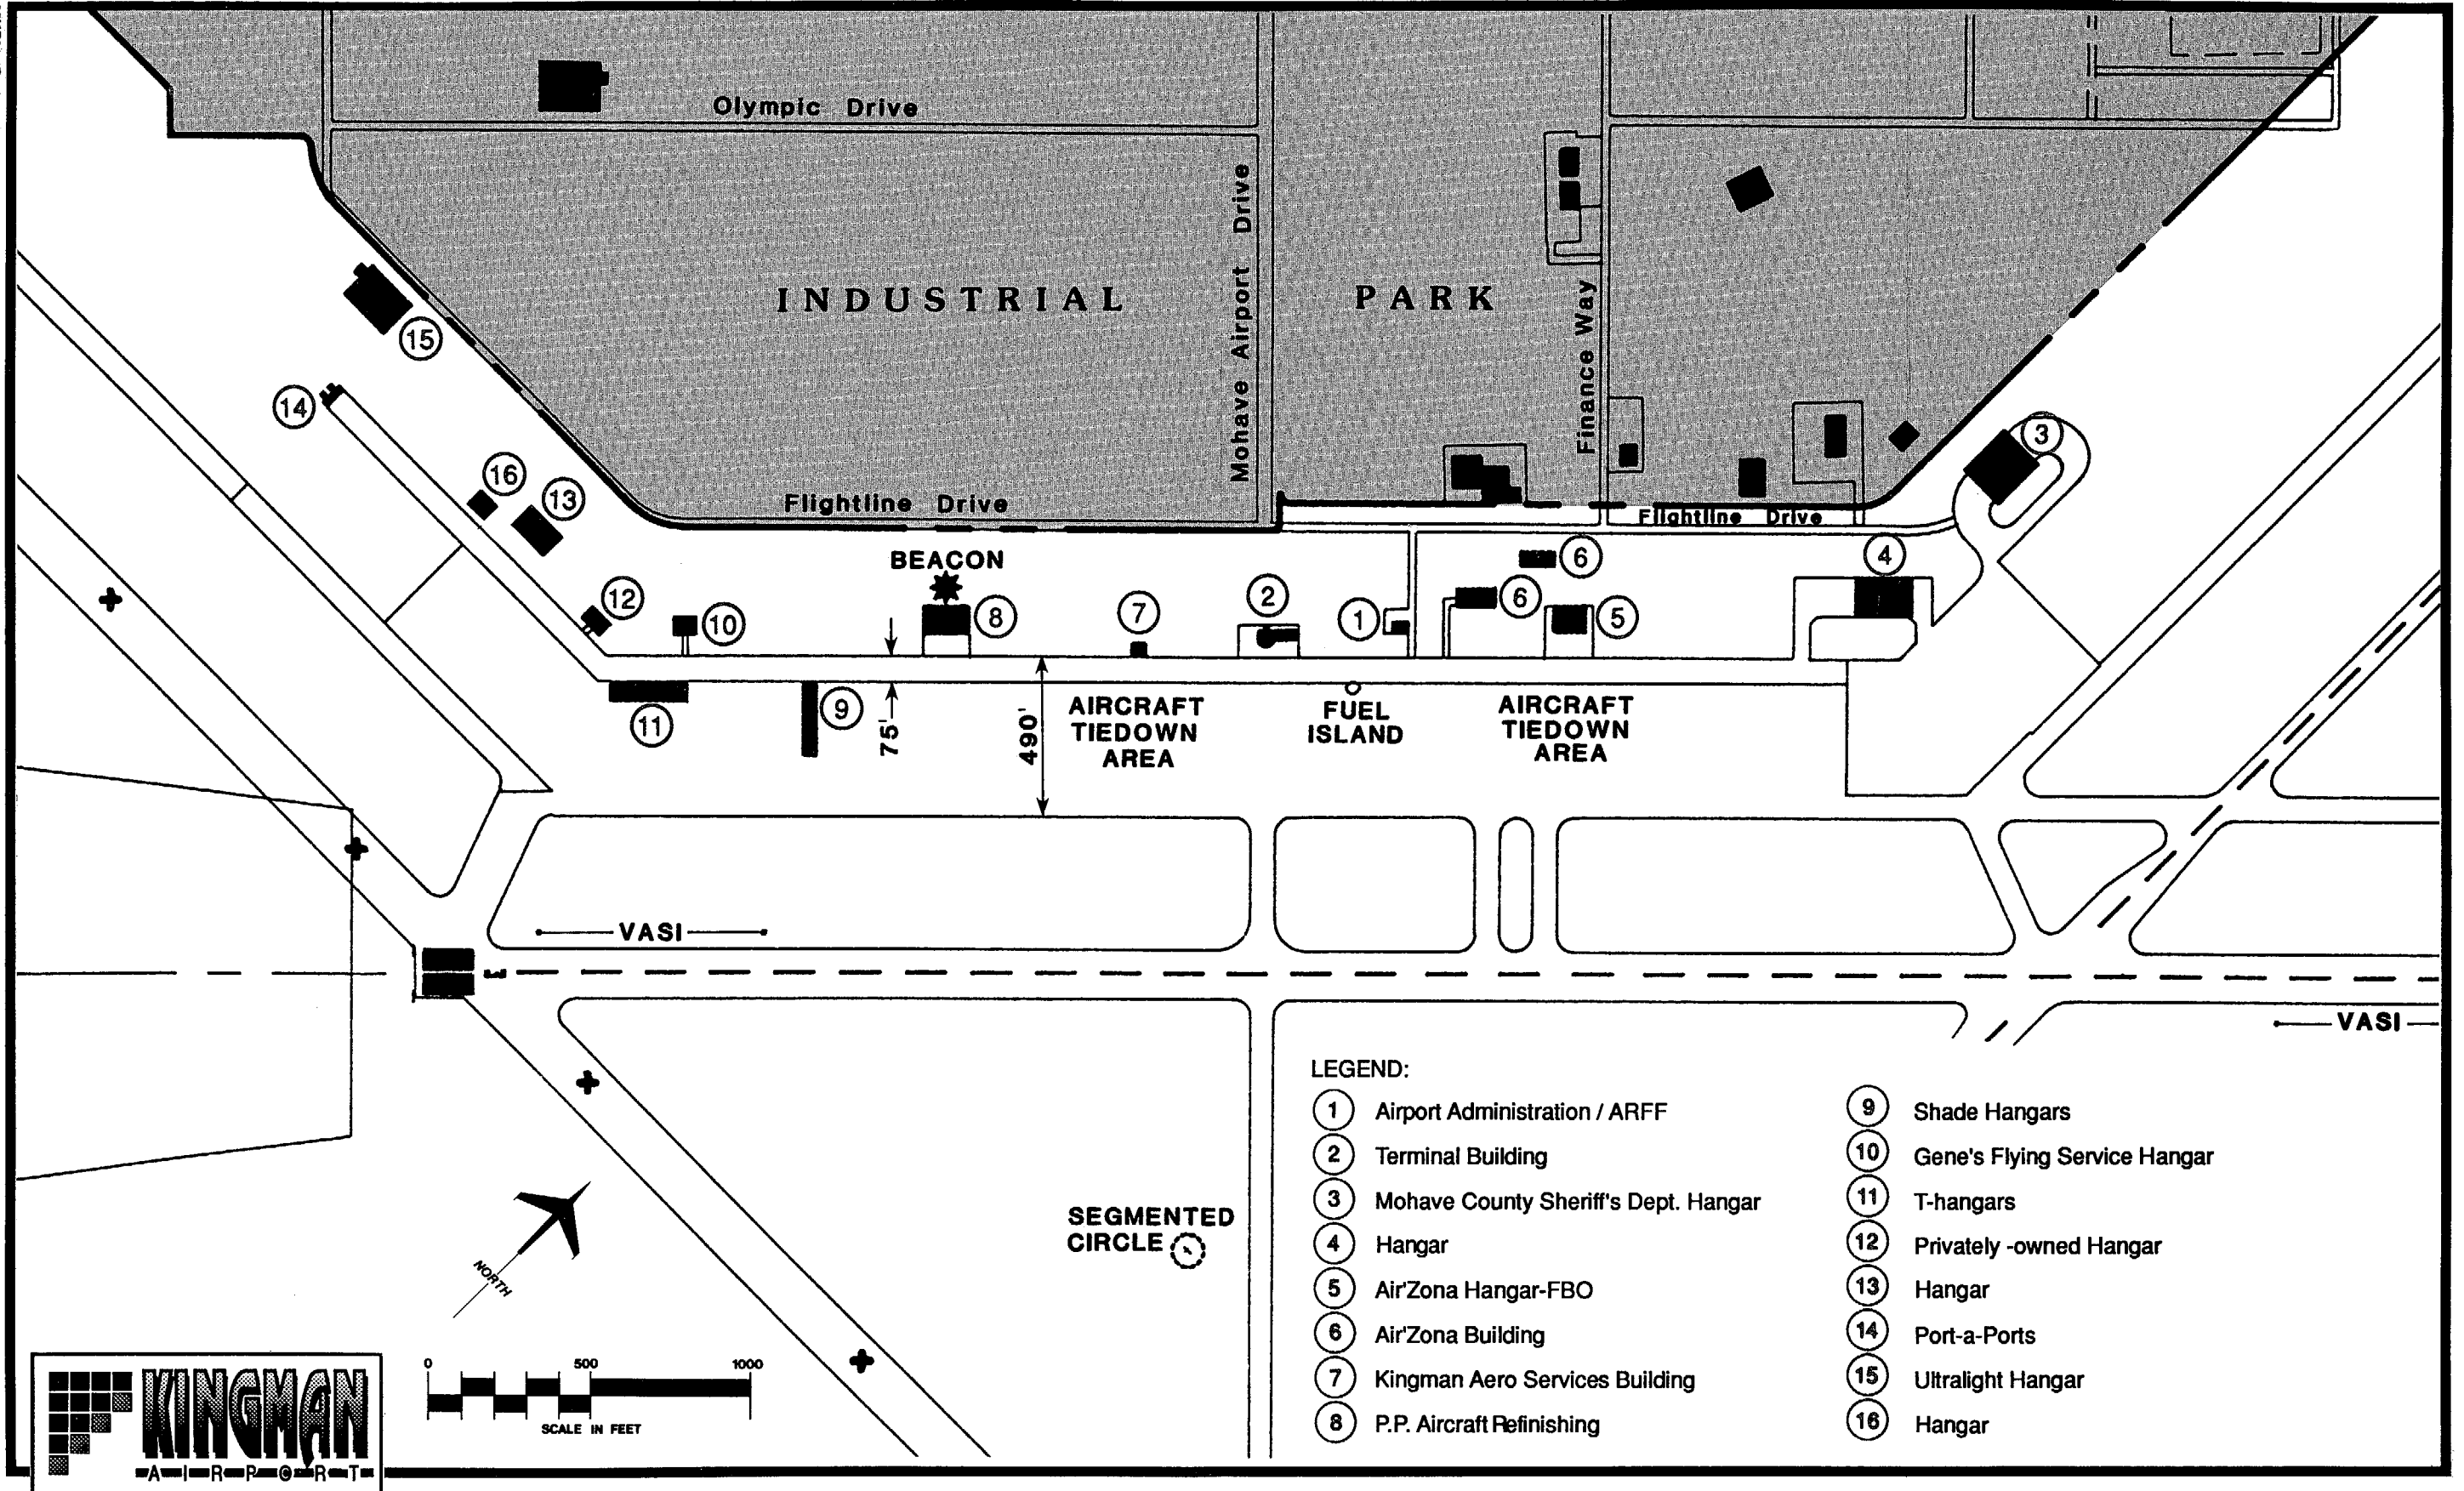 Olympic Drive
Mohave Airport Drive
Finance Way
INDUSTRIAL PARK
15
14
3
16
13
Flightline Drive
Flightline Drive
BEACON
6
4
12
10
8
7
2
1
6
5
11
9
75'
490'
AIRCRAFT
TIEDOWN
AREA
FUEL
ISLAND
AIRCRAFT
TIEDOWN
AREA
VASI
VASI
SEGMENTED
CIRCLE
NORTH
0 500 1000
SCALE IN FEET
KINGMAN
AIRPORT
LEGEND:
1 Airport Administration / ARFF
2 Terminal Building
3 Mohave County Sheriff's Dept. Hangar
4 Hangar
5 Air'Zona Hangar-FBO
6 Air'Zona Building
7 Kingman Aero Services Building
8 P.P. Aircraft Refinishing
9 Shade Hangars
10 Gene's Flying Service Hangar
11 T-hangars
12 Privately -owned Hangar
13 Hangar
14 Port-a-Ports
15 Ultralight Hangar
16 Hangar